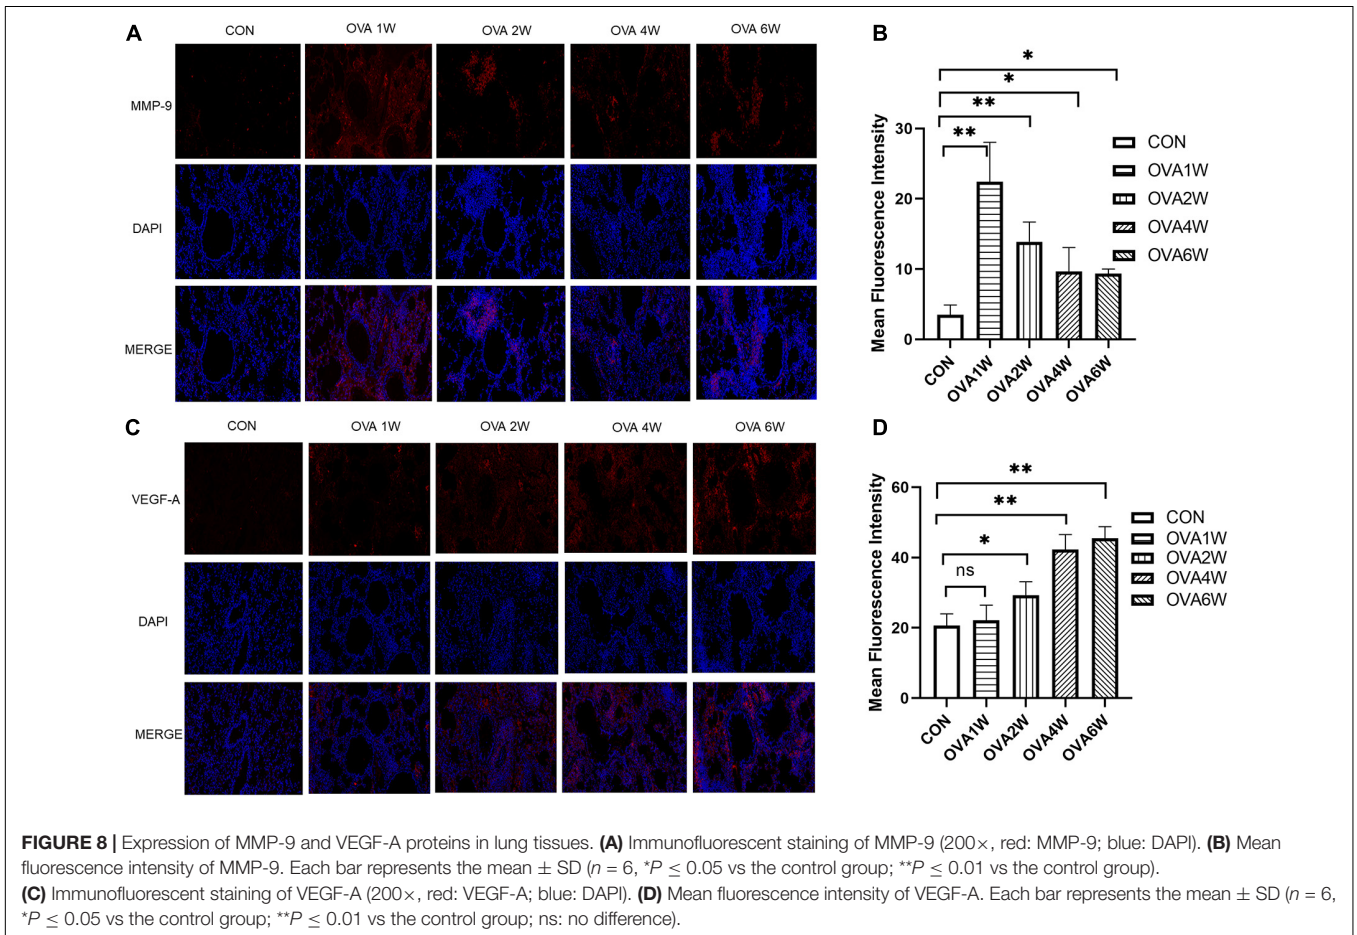 A
CON
OVA 1W
OVA 2W
OVA 4W
OVA 6W
MMP-9
DAPI
MERGE
B
*
*
**
**
Mean Fluorescence Intensity
30
20
10
0
CON
OVA1W
OVA2W
OVA4W
OVA6W
CON
OVA1W
OVA2W
OVA4W
OVA6W
C
CON
OVA 1W
OVA 2W
OVA 4W
OVA 6W
VEGF-A
DAPI
MERGE
D
**
**
*
ns
Mean Fluorescence Intensity
60
40
20
0
CON
OVA1W
OVA2W
OVA4W
OVA6W
CON
OVA1W
OVA2W
OVA4W
OVA6W
FIGURE 8 | Expression of MMP-9 and VEGF-A proteins in lung tissues. (A) Immunofluorescent staining of MMP-9 (200×, red: MMP-9; blue: DAPI). (B) Mean
fluorescence intensity of MMP-9. Each bar represents the mean ± SD (n = 6, *P ≤ 0.05 vs the control group; **P ≤ 0.01 vs the control group).
(C) Immunofluorescent staining of VEGF-A (200×, red: VEGF-A; blue: DAPI). (D) Mean fluorescence intensity of VEGF-A. Each bar represents the mean ± SD (n = 6,
*P ≤ 0.05 vs the control group; **P ≤ 0.01 vs the control group; ns: no difference).